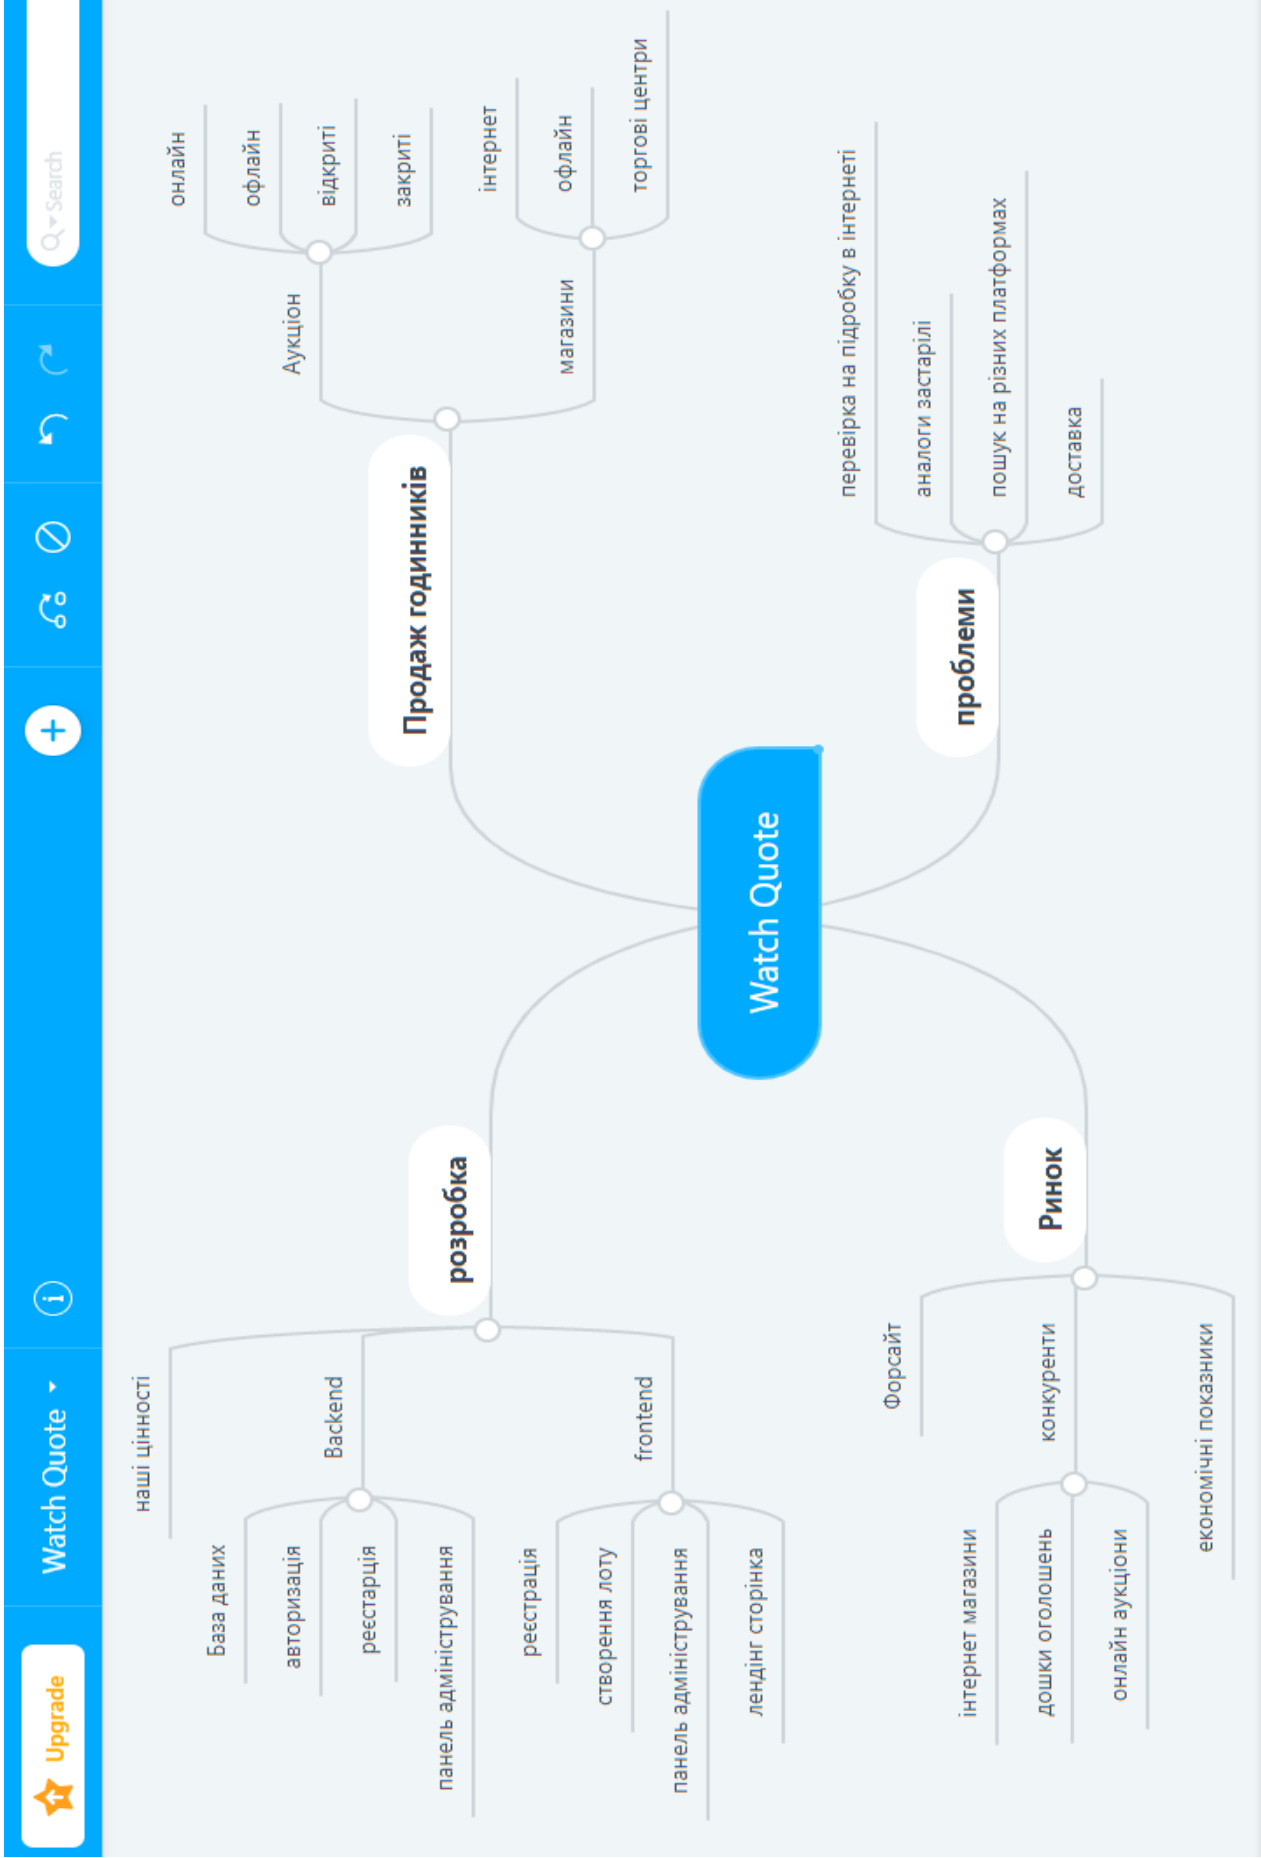 Upgrade
Watch Quote
Search
наші цінності
База даних
авторизація
Backend
реєстарція
панель адміністрування
розробка
реєстрація
створення лоту
frontend
панель адміністрування
лендінг сторінка
Watch Quote
Форсайт
Ринок
інтернет магазини
конкуренти
дошки оголошень
онлайн аукціони
економічні показники
Продаж годинників
Аукціон
онлайн
офлайн
відкриті
закриті
магазини
інтернет
офлайн
торгові центри
проблеми
перевірка на підробку в інтернеті
аналоги застарілі
пошук на різних платформах
доставка